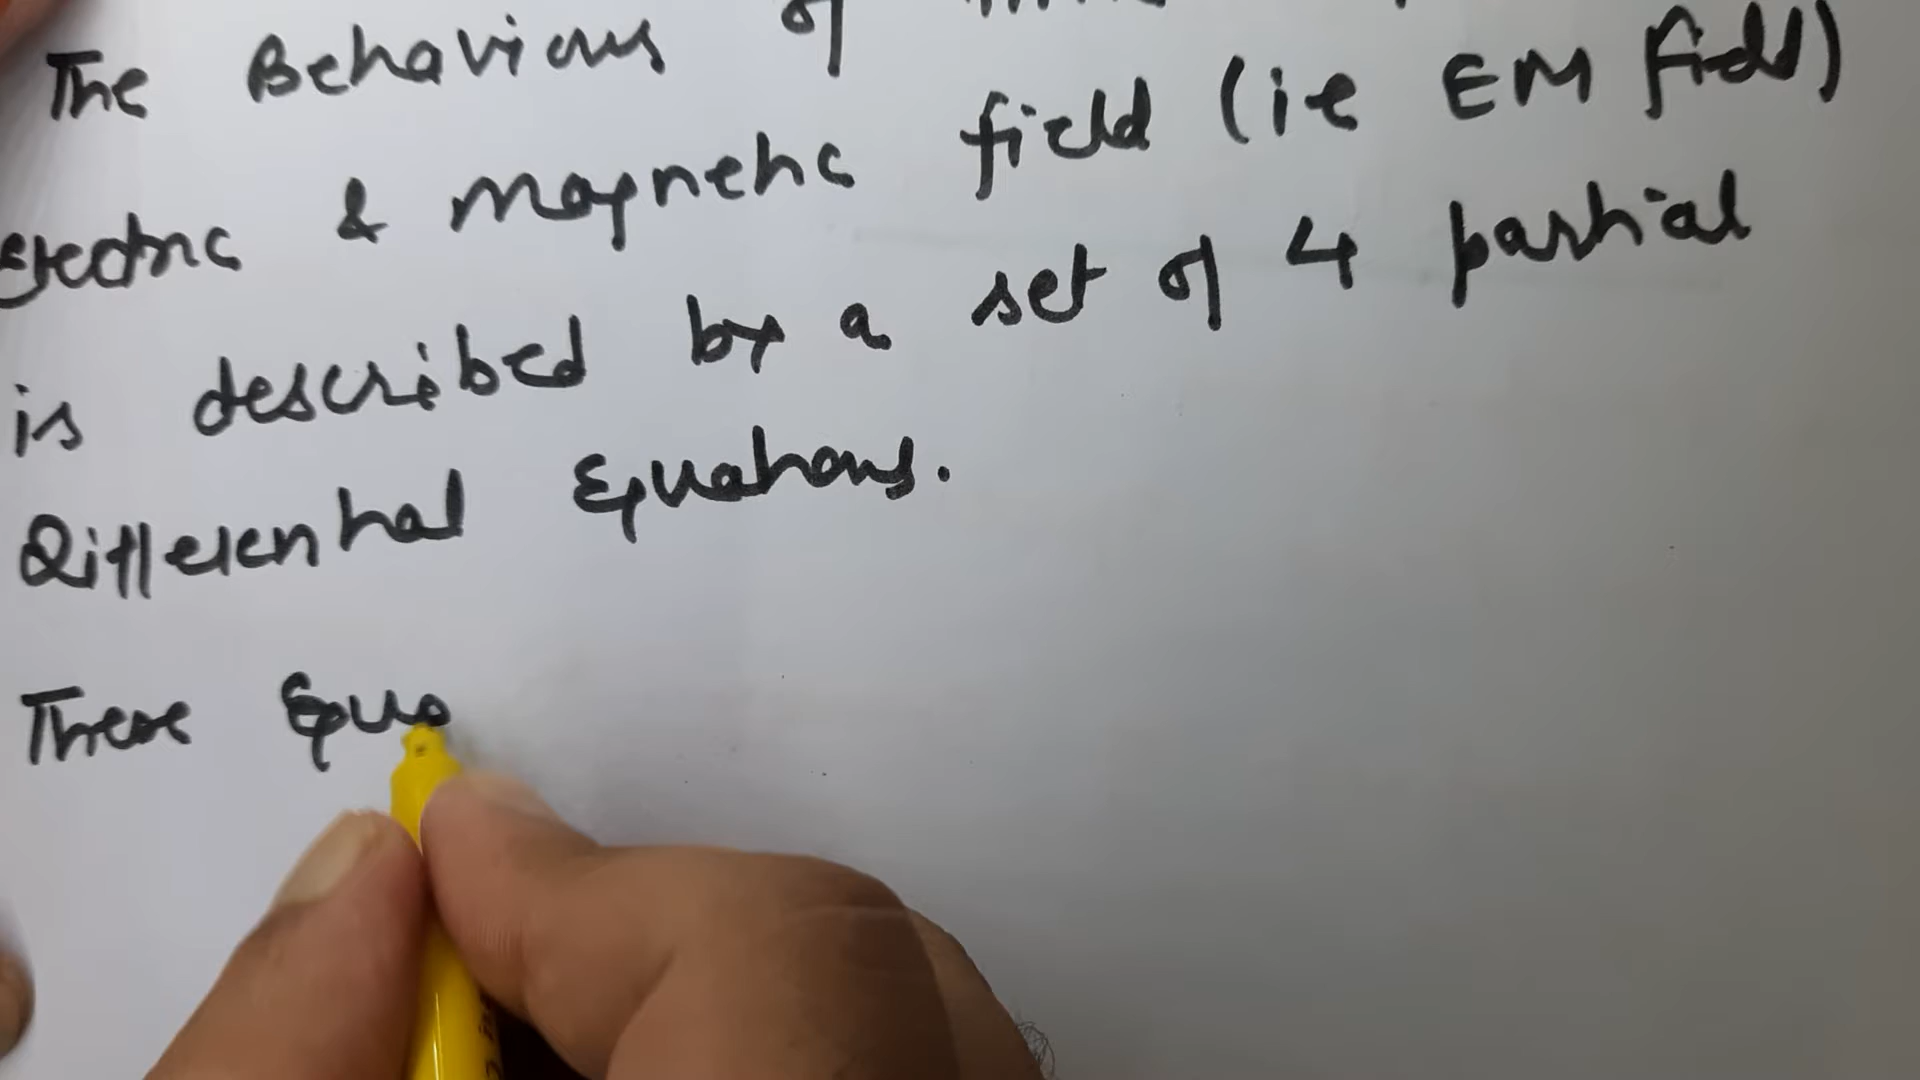 The Behaviour of
Electric & Magnetic field (ie EM field)
is described by a set of 4 partial
Differential Equations.
These Equa